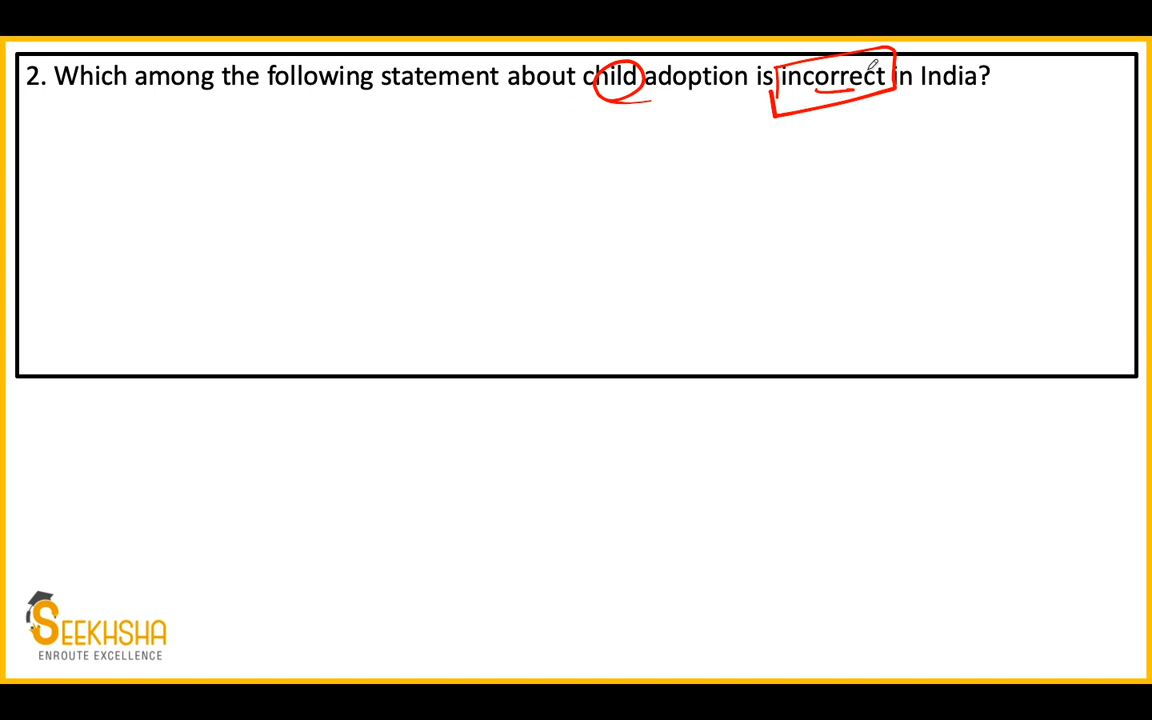 2. Which among the following statement about child adoption is incorrect in India?
SEEKHSHA
ENROUTE EXCELLENCE